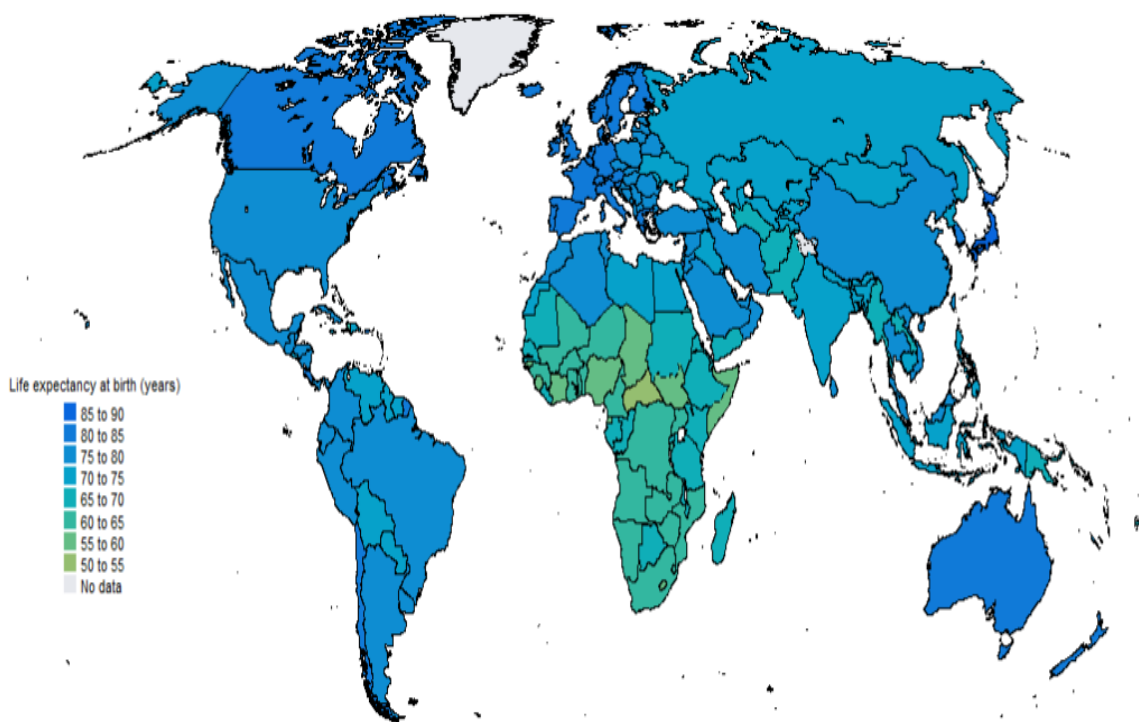 Life expectancy at birth (years)
85 to 90
80 to 85
75 to 80
70 to 75
65 to 70
60 to 65
55 to 60
50 to 55
No data